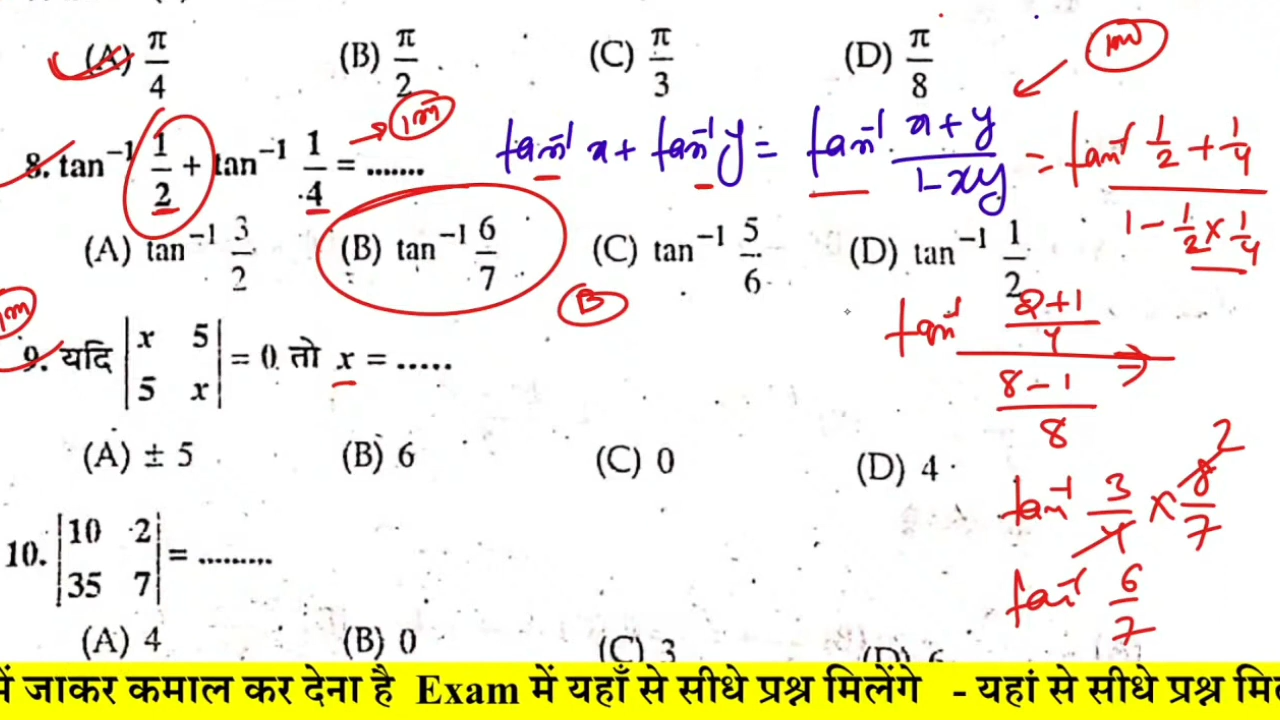 (A) π/4 (B) π/2 (C) π/3 (D) π/8
8. tan⁻¹ 1/2 + tan⁻¹ 1/4 = .......
1m
tan⁻¹ x + tan⁻¹ y = tan⁻¹ (x+y)/(1-xy) = tan⁻¹ (1/2 + 1/4)/(1 - 1/2 × 1/4)
(A) tan⁻¹ 3/2 (B) tan⁻¹ 6/7 (C) tan⁻¹ 5/6 (D) tan⁻¹ 1/2
B
tan⁻¹ ((2+1)/4)/((8-1)/8)
1m
9. यदि |x 5|
|5 x| = 0 तो x = .....
(A) ± 5 (B) 6 (C) 0 (D) 4
tan⁻¹ 3/4 × 8/7 2
10. |10 2|
|35 7| = .........
tan⁻¹ 6/7
(A) 4 (B) 0 (C) 3 (D) 6
में जाकर कमाल कर देना है Exam में यहाँ से सीधे प्रश्न मिलेंगे - यहां से सीधे प्रश्न